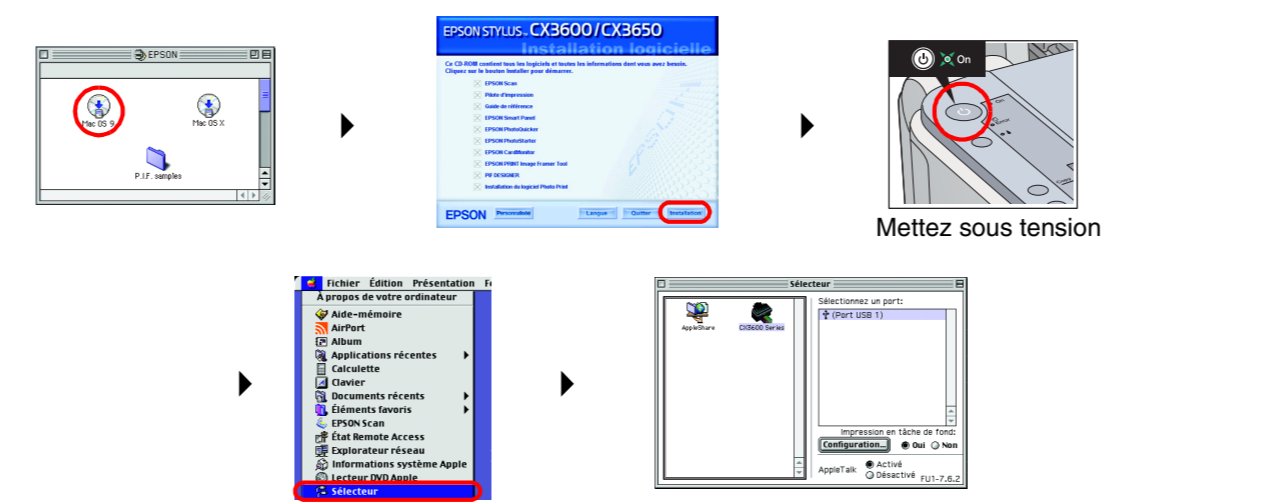 EPSON
Mac OS 9
Mac OS X
P.I.F. samples
EPSON STYLUS™ CX3600/CX3650
Installation logicielle
Ce CD-ROM contient tous les logiciels et toutes les informations dont vous avez besoin.
Cliquez sur le bouton Installer pour démarrer.
EPSON Scan
Pilote d'impression
Guide de référence
EPSON Smart Panel
EPSON PhotoQuicker
EPSON PhotoStarter
EPSON CardMonitor
EPSON PRINT Image Framer Tool
PIF DESIGNER
Installation du logiciel Photo Print
EPSON
Personnalisée
Langue
Quitter
Installation
On
On
Error
Copy
Mettez sous tension
Fichier Édition Présentation
À propos de votre ordinateur
Aide-mémoire
AirPort
Album
Applications récentes
Calculette
Clavier
Documents récents
Éléments favoris
EPSON Scan
État Remote Access
Explorateur réseau
Informations système Apple
Lecteur DVD Apple
Sélecteur
Sélecteur
AppleShare
CX3600 Series
Sélectionnez un port:
(Port USB 1)
Impression en tâche de fond:
Configuration... Oui Non
AppleTalk Activé
Désactivé
FU1-7.6.2